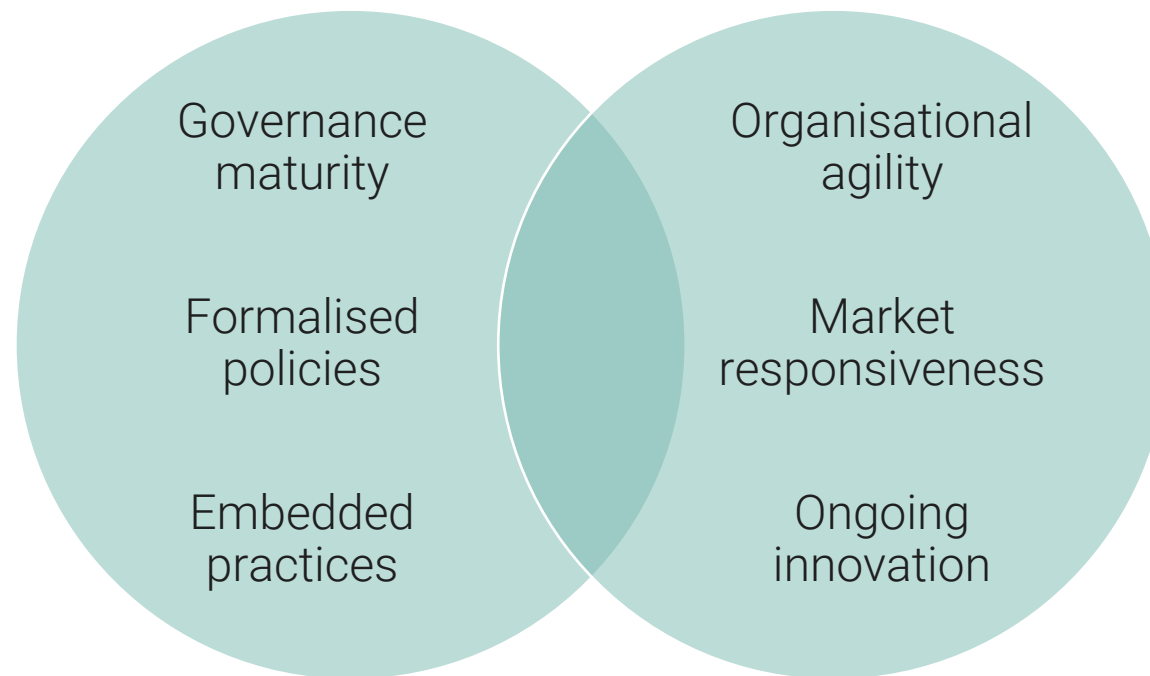 Governance
maturity
Formalised
policies
Embedded
practices
Organisational
agility
Market
responsiveness
Ongoing
innovation